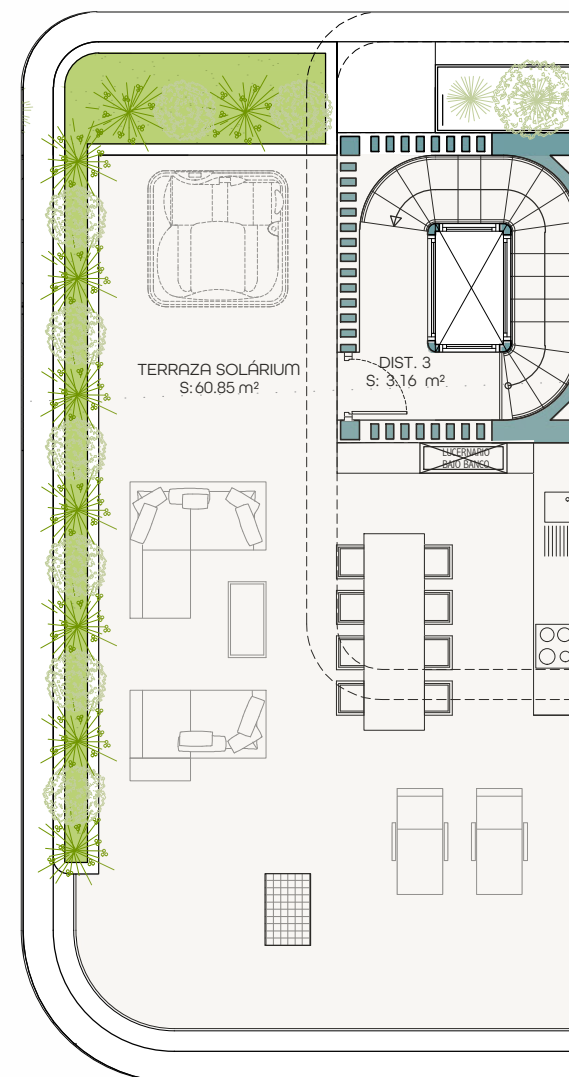 TERRAZA SOLÁRIUM
S:60.85 m²
DIST. 3
S: 3.16 m²
LUCERNARIO
BAJO BANCO